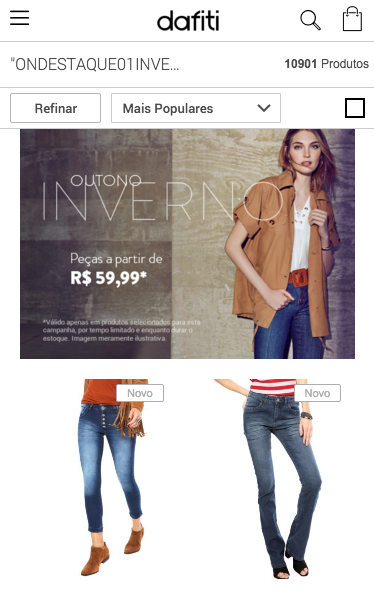 dafiti
"ONDESTAQUE01INVE...
10901 Produtos
Refinar
Mais Populares
OUTONO
INVERNO
Peças a partir de
R$ 59,99*
*Válido apenas em produtos selecionados para esta
campanha, por tempo limitado e enquanto durar o
estoque. Imagem meramente ilustrativa.
Novo
Novo